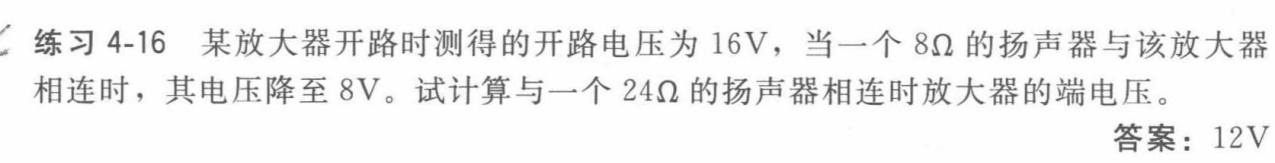 练习 4-16 某放大器开路时测得的开路电压为 16V，当一个 8Ω 的扬声器与该放大器
相连时，其电压降至 8V。试计算与一个 24Ω 的扬声器相连时放大器的端电压。
答案：12V